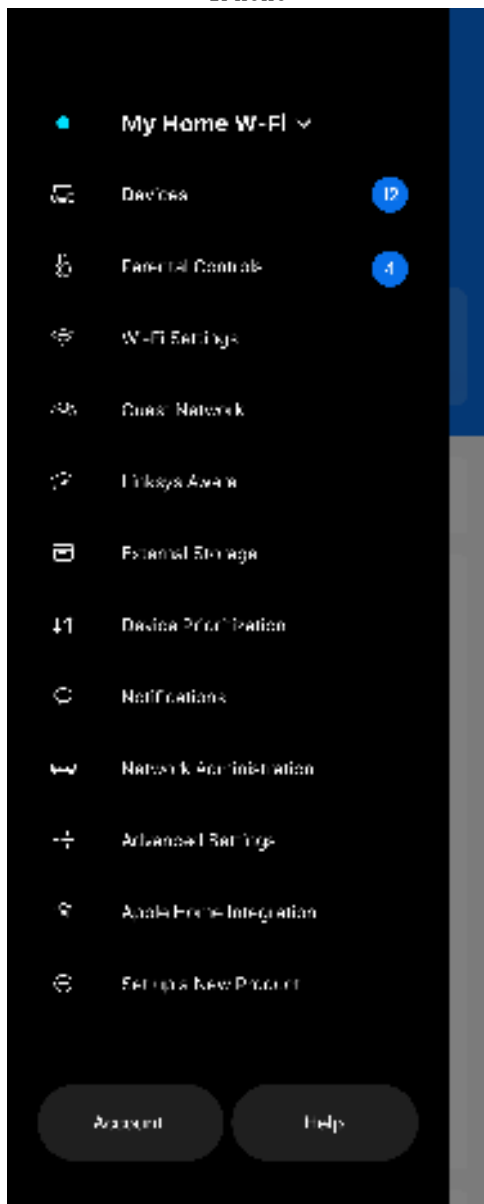 My Home W-Fi
Devices
12
Parental Controls
4
Wi-Fi Settings
Guest Network
Linksys Aware
External Storage
Device Prioritization
Notifications
Network Administration
Advanced Settings
Apple Home Integration
Set up a New Product
Account
Help